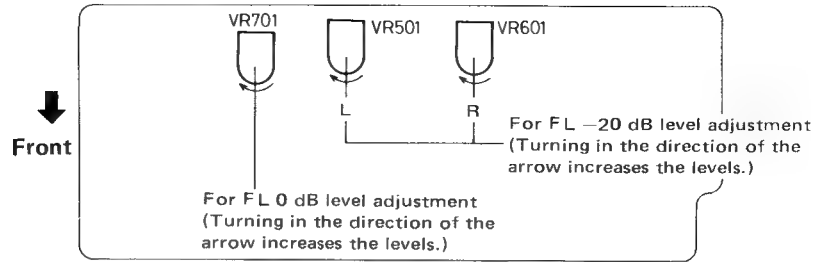 VR701
VR501
VR601
L
R
Front
For FL −20 dB level adjustment
(Turning in the direction of the
arrow increases the levels.)
For FL 0 dB level adjustment
(Turning in the direction of the
arrow increases the levels.)